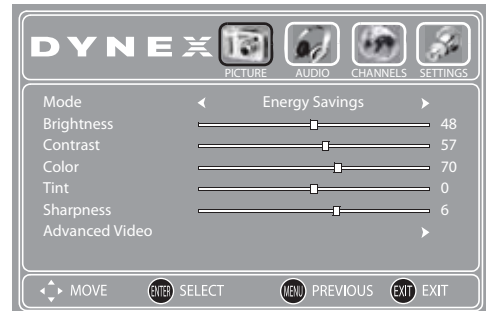 DYNEX
PICTURE AUDIO CHANNELS SETTINGS
Mode Energy Savings
Brightness 48
Contrast 57
Color 70
Tint 0
Sharpness 6
Advanced Video
MOVE ENTER SELECT MENU PREVIOUS EXIT EXIT